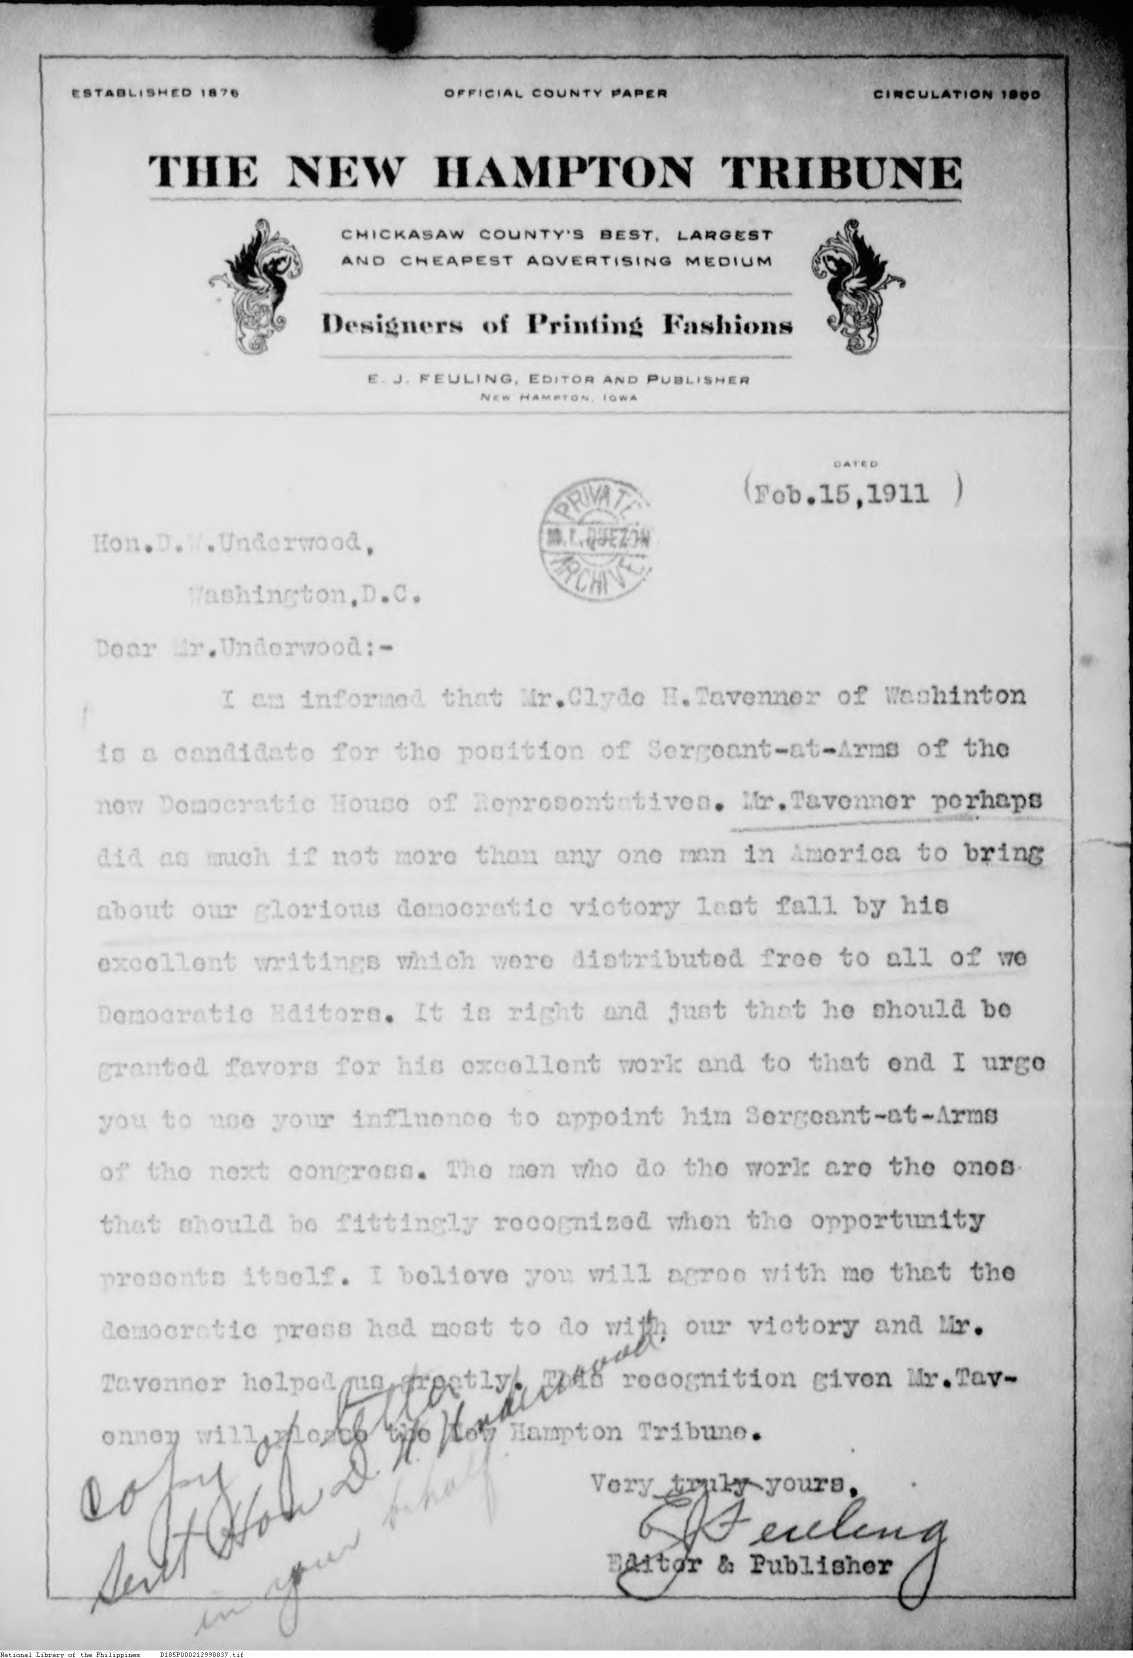 ESTABLISHED 1876
OFFICIAL COUNTY PAPER
CIRCULATION 1800
THE NEW HAMPTON TRIBUNE
CHICKASAW COUNTY'S BEST, LARGEST
AND CHEAPEST ADVERTISING MEDIUM
Designers of Printing Fashions
E. J. FEULING, EDITOR AND PUBLISHER
NEW HAMPTON, IOWA
DATED
(Feb.15,1911 )
PRIVATE
M.L.QUEZON
ARCHIVE
Hon.D.W.Underwood,
Washington,D.C.
Dear Mr.Underwood:-
I am informed that Mr.Clyde H.Tavenner of Washinton
is a candidate for the position of Sergeant-at-Arms of the
new Democratic House of Representatives. Mr.Tavenner perhaps
did as much if not more than any one man in America to bring
about our glorious democratic victory last fall by his
excellent writings which were distributed free to all of we
Democratic Editors. It is right and just that he should be
granted favors for his excellent work and to that end I urge
you to use your influence to appoint him Sergeant-at-Arms
of the next congress. The men who do the work are the ones
that should be fittingly recognized when the opportunity
presents itself. I believe you will agree with me that the
democratic press had most to do with our victory and Mr.
Tavenner helped us greatly. This recognition given Mr.Tav-
enner will please the New Hampton Tribune.
Very truly yours,
E J Feuling
Editor & Publisher
Copy of letter
sent Hon D. W. Underwood.
in your behalf.
National Library of the Philippines D185P000212998037.tif